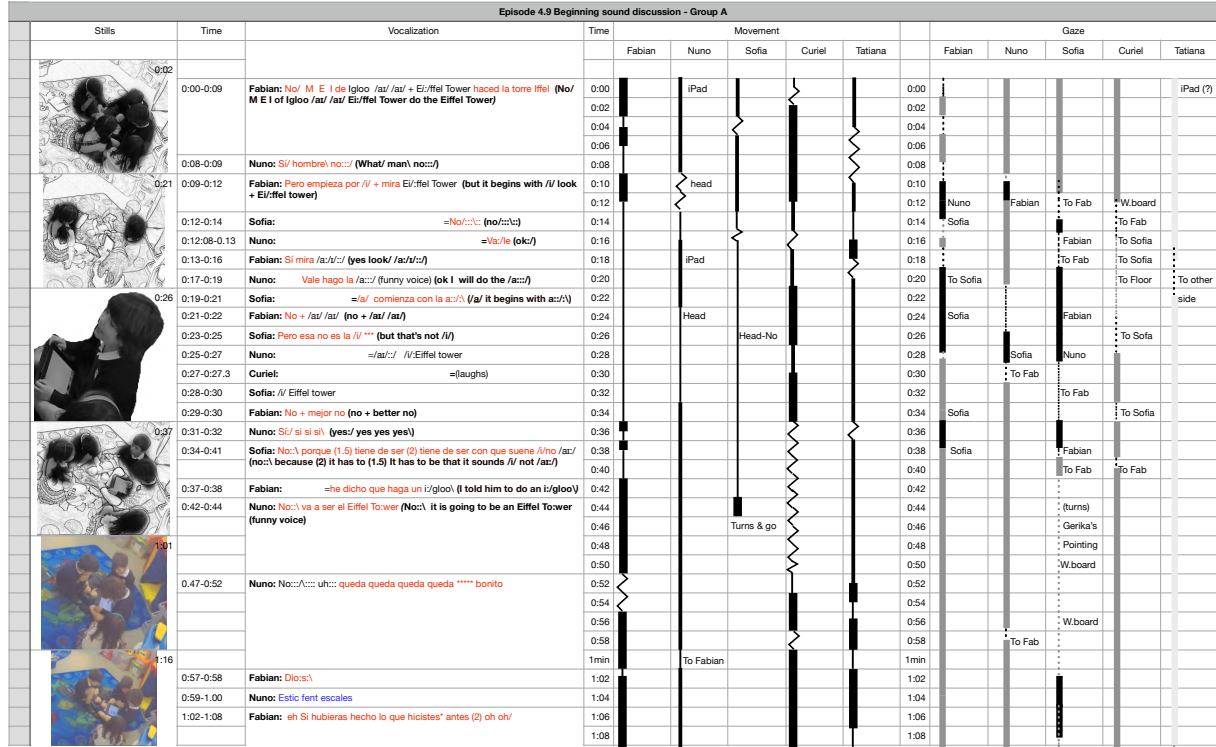 Episode 4.9 Beginning sound discussion - Group A
Stills Time Vocalization Time Movement Gaze
Fabian Nuno Sofia Curiel Tatiana Fabian Nuno Sofia Curiel Tatiana
0:02
0:00-0:09 Fabian: No/ M E I de Igloo /aɪ/ /aɪ/ + Ei:/ffel Tower haced la torre Iffel (No/ 0:00 iPad 0:00 iPad (?)
M E I of Igloo /aɪ/ /aɪ/ Ei:/ffel Tower do the Eiffel Tower)
0:02 0:02
0:04 0:04
0:06 0:06
0:08-0:09 Nuno: Sí/ hombre\ no:::/ (What/ man\ no:::/) 0:08 0:08
0:21 0:09-0:12 Fabian: Pero empieza por /i/ + mira Ei/:ffel Tower (but it begins with /i/ look 0:10 head 0:10
+ Ei/:ffel tower)
0:12 0:12 Nuno Fabian To Fab W.board
0:12-0:14 Sofia: =No/:::\:: (no/:::\::) 0:14 0:14 Sofia To Fab
0:12:08-0.13 Nuno: =Va:/le (ok:/) 0:16 0:16 Fabian To Sofia
0:13-0:16 Fabian: Sí mira /a:/ɪ/::/ (yes look/ /a:/ɪ/::/) 0:18 iPad 0:18 To Fab To Sofia
0:17-0:19 Nuno: Vale hago la /a:::/ (funny voice) (ok I will do the /a:::/) 0:20 0:20 To Sofia To Floor To other
0:26 0:19-0:21 Sofia: =/a/ comienza con la a::/:\ (/a/ it begins with a::/:\) 0:22 0:22 side
0:21-0:22 Fabian: No + /aɪ/ /aɪ/ (no + /aɪ/ /aɪ/) 0:24 Head 0:24 Sofia Fabian
0:23-0:25 Sofia: Pero esa no es la /i/ *** (but that's not /i/) 0:26 Head-No 0:26 To Sofia
0:25-0:27 Nuno: =/aɪ/::/ /i/:Eiffel tower 0:28 0:28 Sofia Nuno
0:27-0:27.3 Curiel: =(laughs) 0:30 0:30 To Fab
0:28-0:30 Sofia: /i/ Eiffel tower 0:32 0:32 To Fab
0:29-0:30 Fabian: No + mejor no (no + better no) 0:34 0:34 Sofia To Sofia
0:37 0:31-0:32 Nuno: Sí:/ si si si\ (yes:/ yes yes yes\) 0:36 0:36
0:34-0:41 Sofia: No::\ porque (1.5) tiene de ser (2) tiene de ser con que suene /i/no /aɪ:/ 0:38 0:38 Sofia Fabian
(no::\ because (2) it has to (1.5) It has to be that it sounds /i/ not /aɪ:/)
0:40 0:40 To Fab To Fab
0:37-0:38 Fabian: =he dicho que haga un i:/gloo\ (I told him to do an i:/gloo\) 0:42 0:42
0:42-0:44 Nuno: No::\ va a ser el Eiffel To:wer (No::\ it is going to be an Eiffel To:wer 0:44 0:44 (turns)
(funny voice)
0:46 Turns & go 0:46 Gerika's
1:01 0:48 0:48 Pointing
0:50 0:50 W.board
0.47-0:52 Nuno: No:::/\:::: uh::: queda queda queda queda ***** bonito 0:52 0:52
0:54 0:54
0:56 0:56 W.board
0:58 0:58 To Fab
1:16 1min To Fabian 1min
0:57-0:58 Fabian: Dio:s:\ 1:02 1:02
0:59-1.00 Nuno: Estic fent escales 1:04 1:04
1:02-1:08 Fabian: eh Si hubieras hecho lo que hicistes* antes (2) oh oh/ 1:06 1:06
1:08 1:08